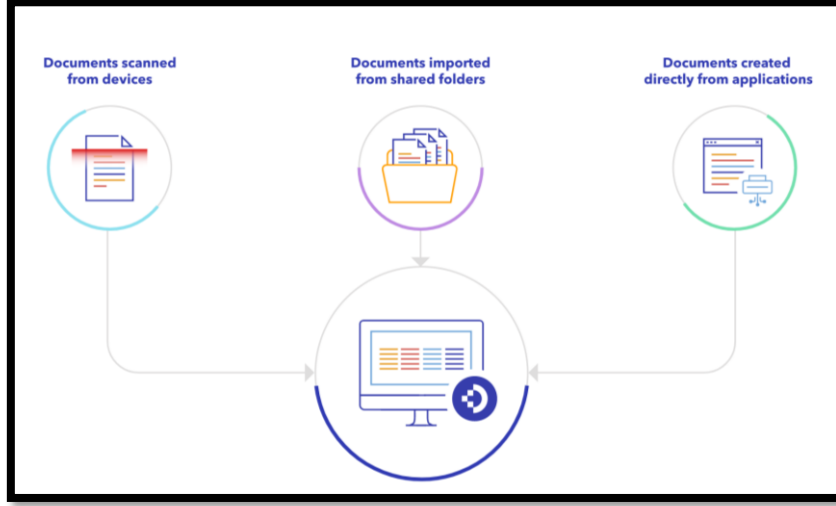 Documents scanned
from devices
Documents imported
from shared folders
Documents created
directly from applications